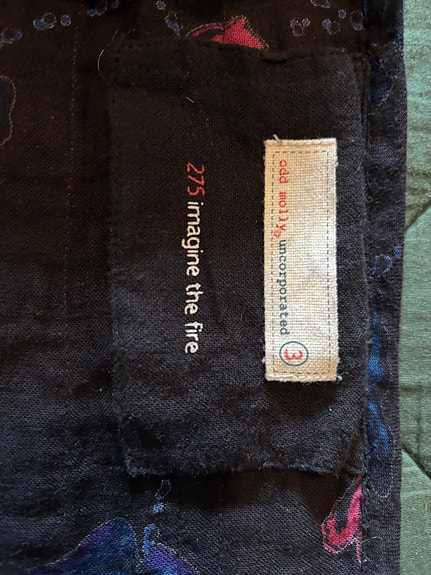 odd molly uncorporated 3
275 imagine the fire